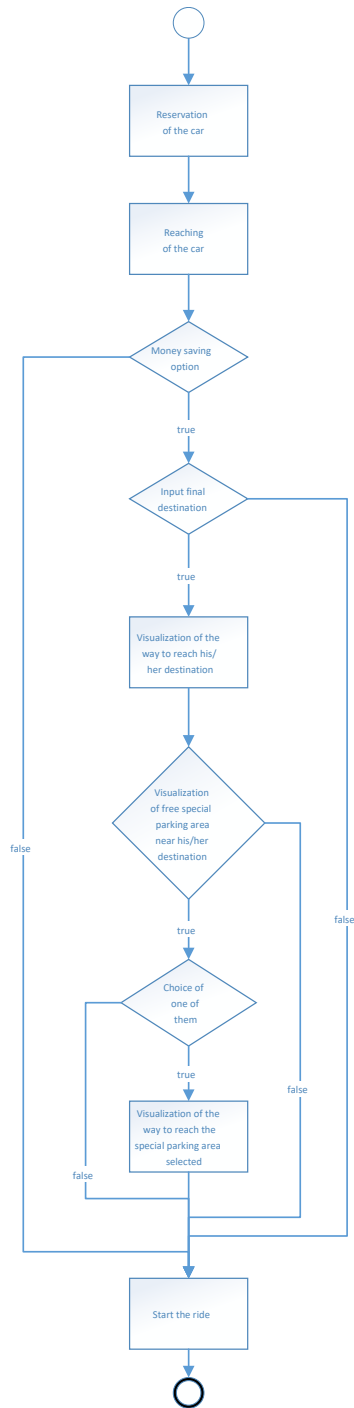 Reservation
of the car
Reaching
of the car
Money saving
option
true
Input final
destination
true
Visualization of the
way to reach his/
her destination
Visualization
of free special
parking area
near his/her
destination
false
false
true
Choice of
one of
them
true
false
Visualization of the
way to reach the
special parking area
selected
false
Start the ride